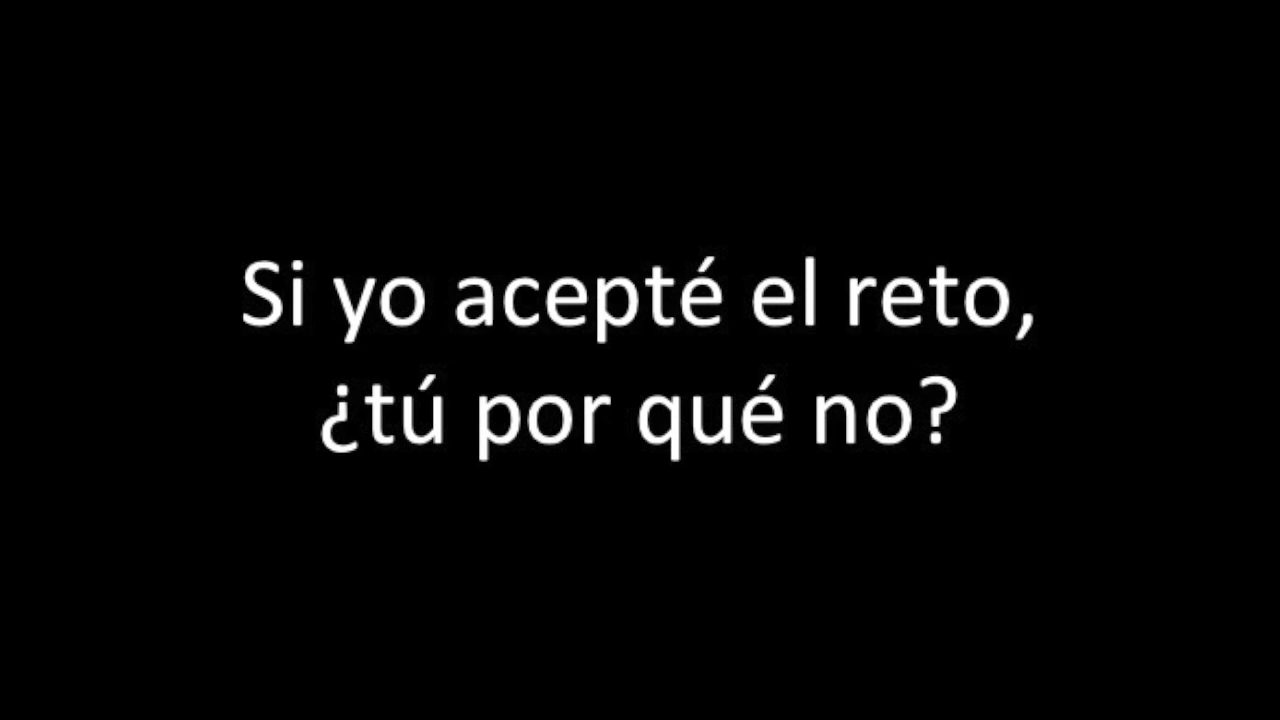 Si yo acepté el reto,
¿tú por qué no?